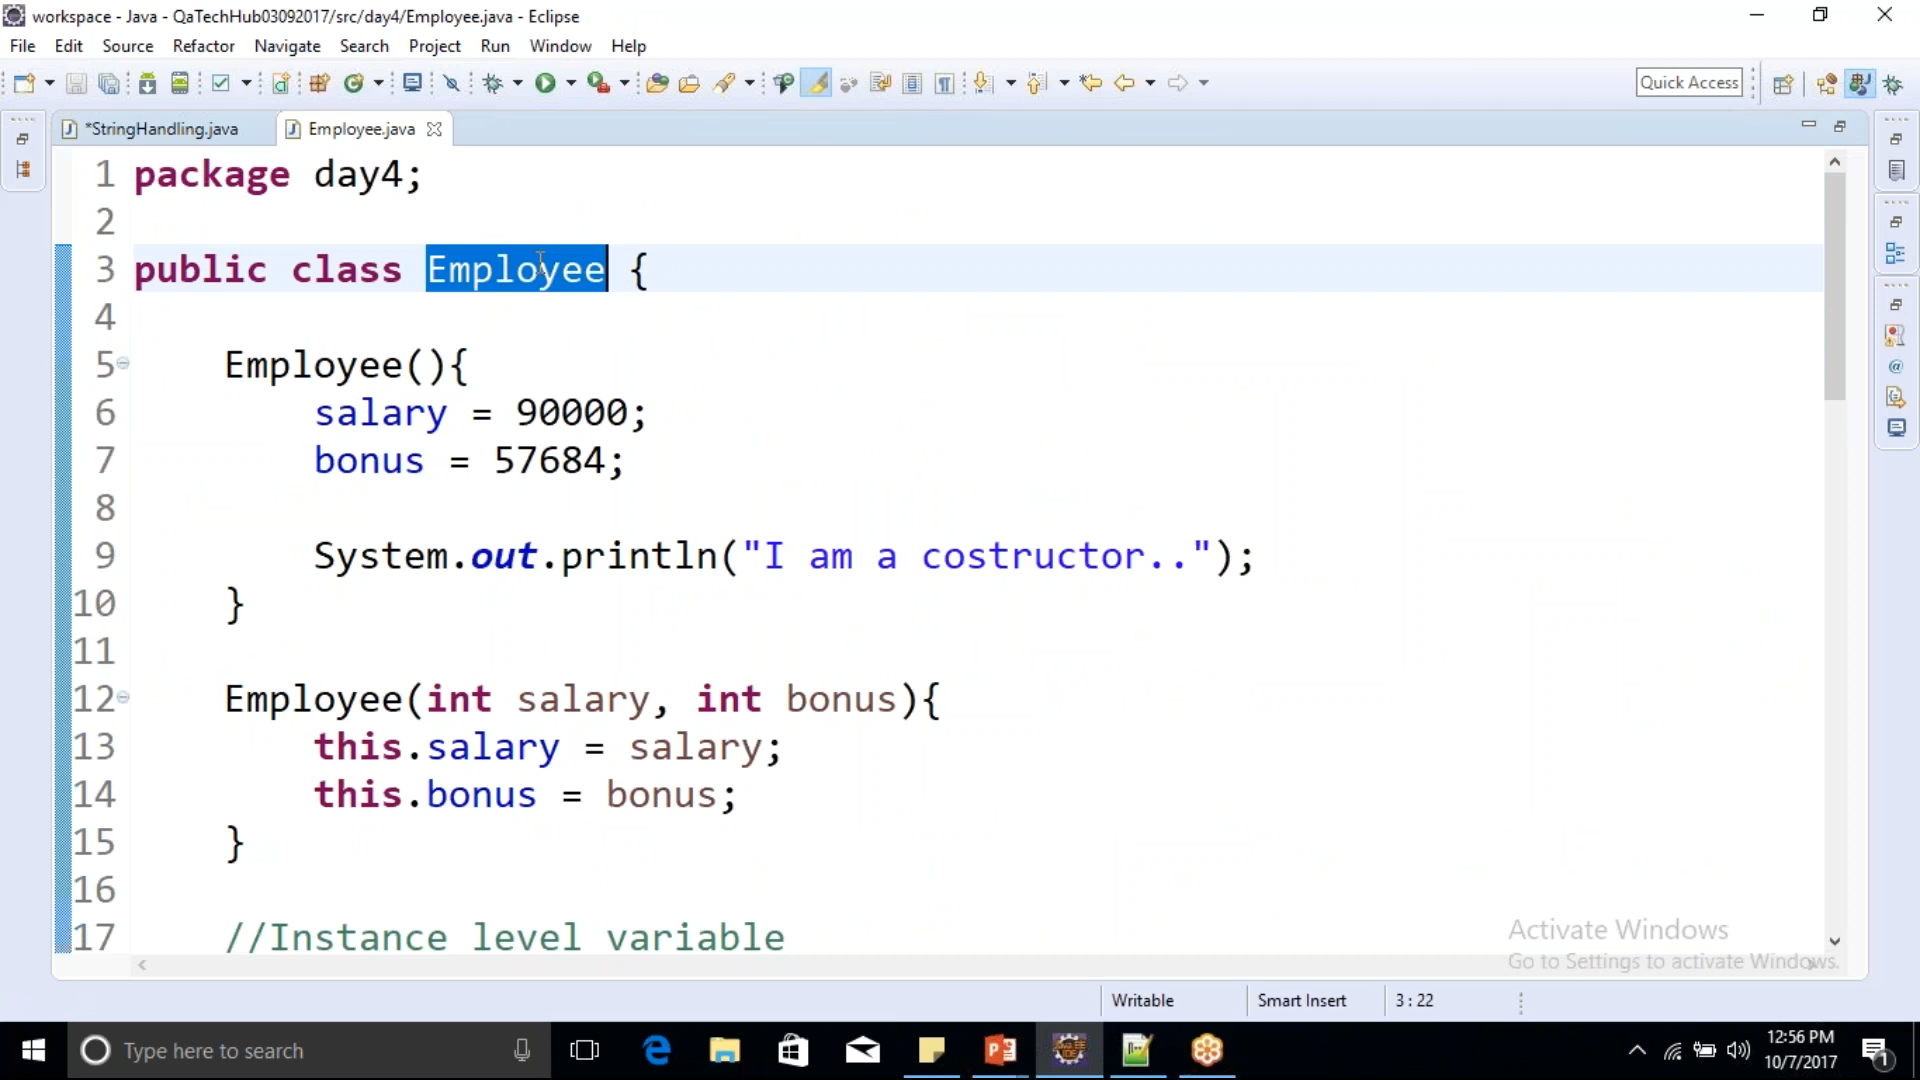 workspace - Java - QaTechHub03092017/src/day4/Employee.java - Eclipse
File Edit Source Refactor Navigate Search Project Run Window Help
Quick Access
*StringHandling.java Employee.java
1 package day4;
2
3 public class Employee {
4
5 Employee(){
6 salary = 90000;
7 bonus = 57684;
8
9 System.out.println("I am a costructor..");
10 }
11
12 Employee(int salary, int bonus){
13 this.salary = salary;
14 this.bonus = bonus;
15 }
16
17 //Instance level variable
Activate Windows
Go to Settings to activate Windows.
Writable Smart Insert 3 : 22
Type here to search
12:56 PM
10/7/2017
1